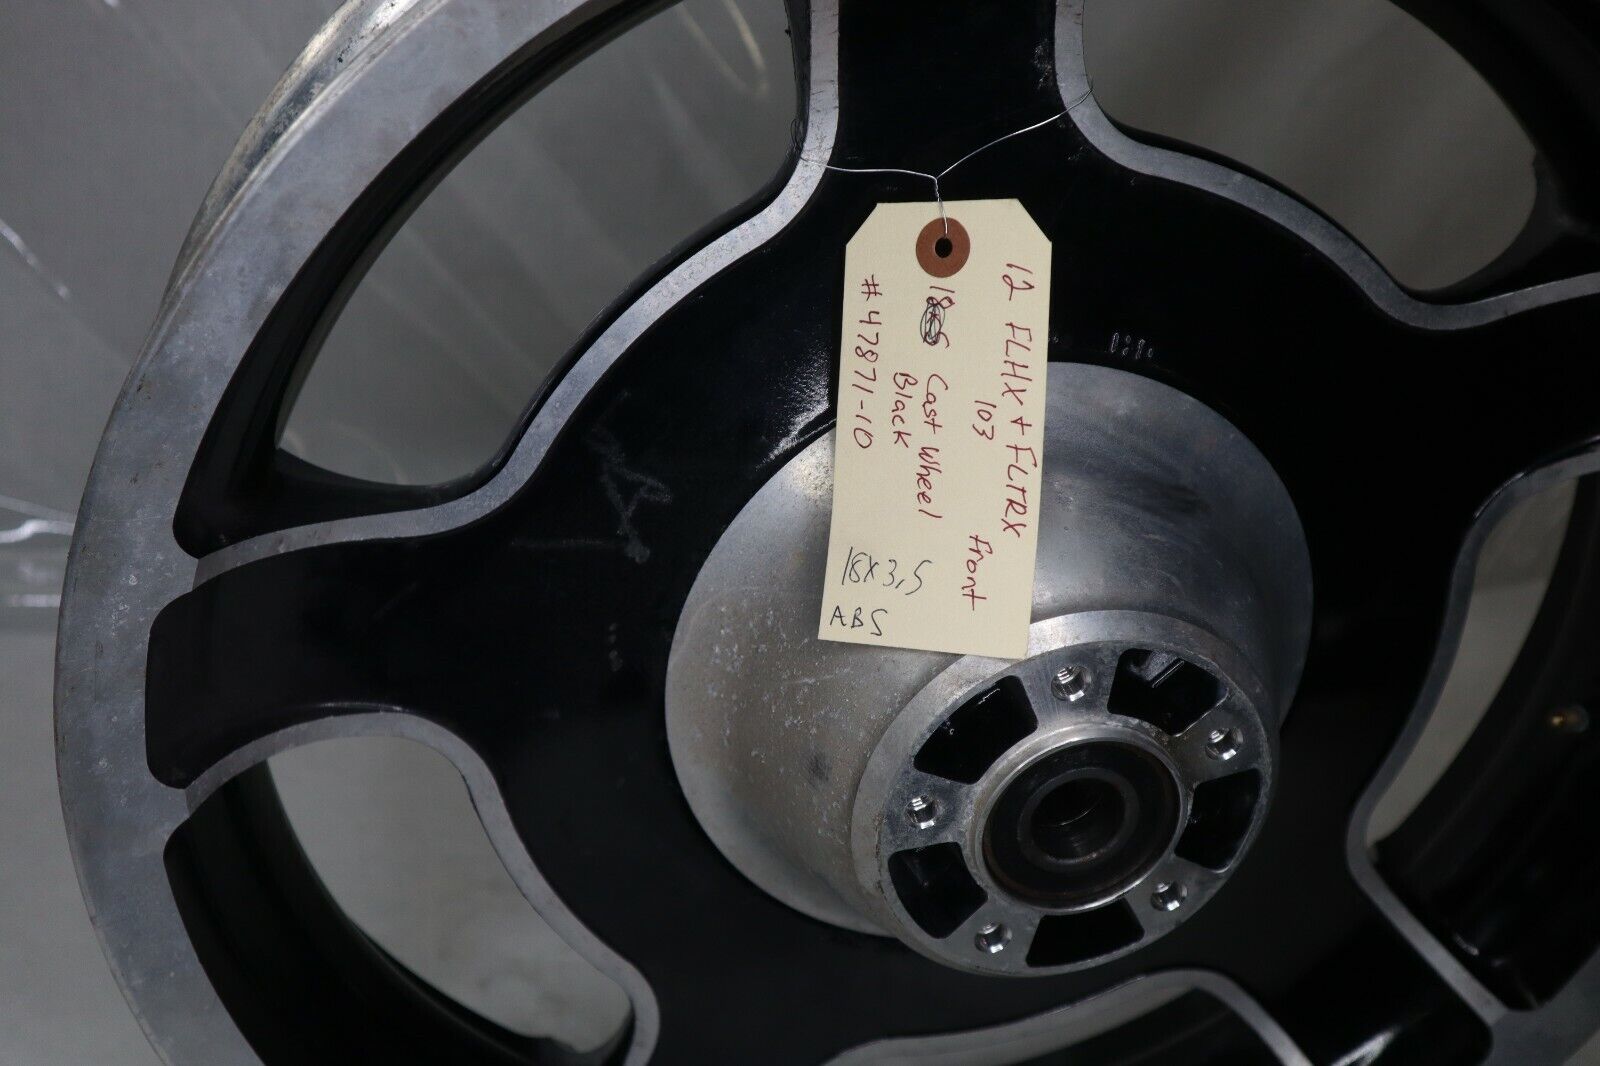 12 FLHX + FLTRX
103 Front
18 Cast Wheel
Black
#47871-10
18x3.5
ABS